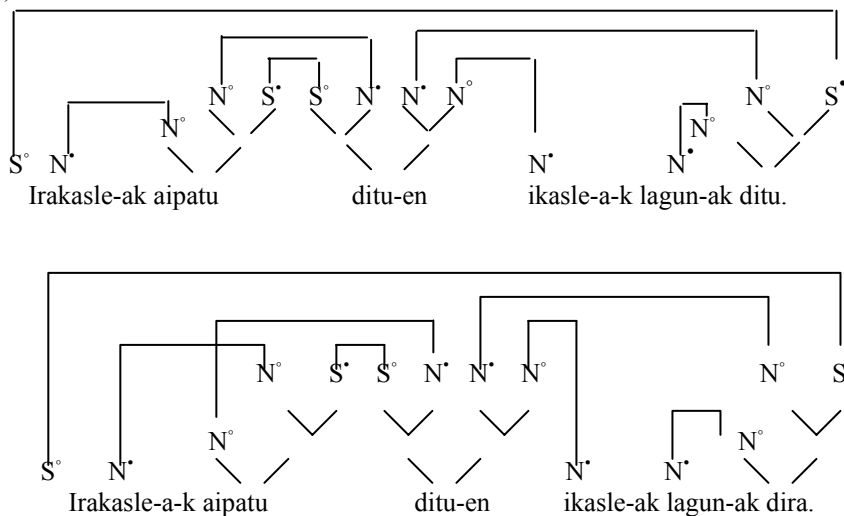 N° S• S° N• N• N° N° S•
N° N°
S° N• N• N•
Irakasle-ak aipatu ditu-en ikasle-a-k lagun-ak ditu.
N° S• S° N• N• N° N° S
N° N°
S° N• N• N•
Irakasle-a-k aipatu ditu-en ikasle-ak lagun-ak dira.